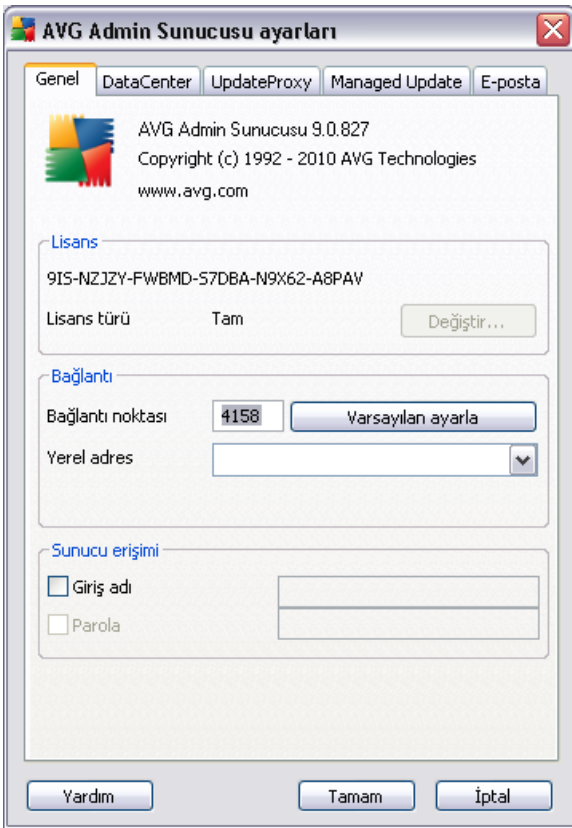 AVG Admin Sunucusu ayarları
Genel DataCenter UpdateProxy Managed Update E-posta
AVG Admin Sunucusu 9.0.827
Copyright (c) 1992 - 2010 AVG Technologies
www.avg.com
Lisans
9IS-NZJZY-FWBMD-S7DBA-N9X62-A8PAV
Lisans türü Tam Değiştir...
Bağlantı
Bağlantı noktası 4158 Varsayılan ayarla
Yerel adres
Sunucu erişimi
Giriş adı
Parola
Yardım Tamam İptal